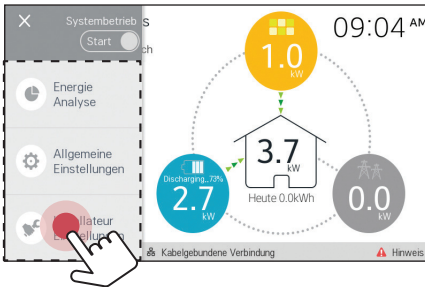 Systembetrieb
Start
Energie
Analyse
Allgemeine
Einstellungen
S
ch
09:04 AM
1.0
kW
3.7
kW
Heute 0.0kWh
Discharging..73%
2.7
kW
0.0
kW
Kabelgebundene Verbindung
Hinweis